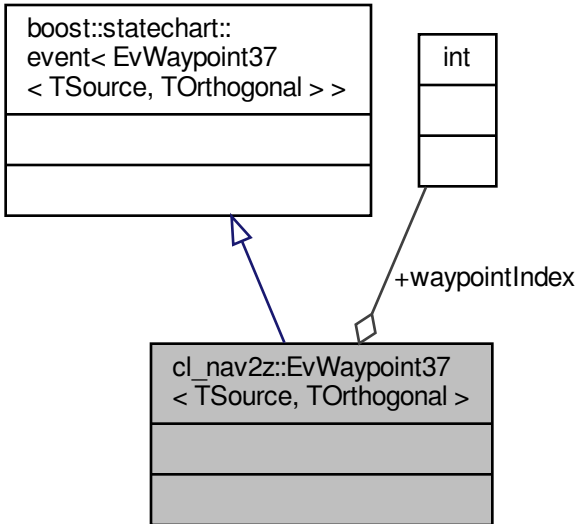 boost::statechart::
event< EvWaypoint37
< TSource, TOrthogonal > >
int
+waypointIndex
cl_nav2z::EvWaypoint37
< TSource, TOrthogonal >